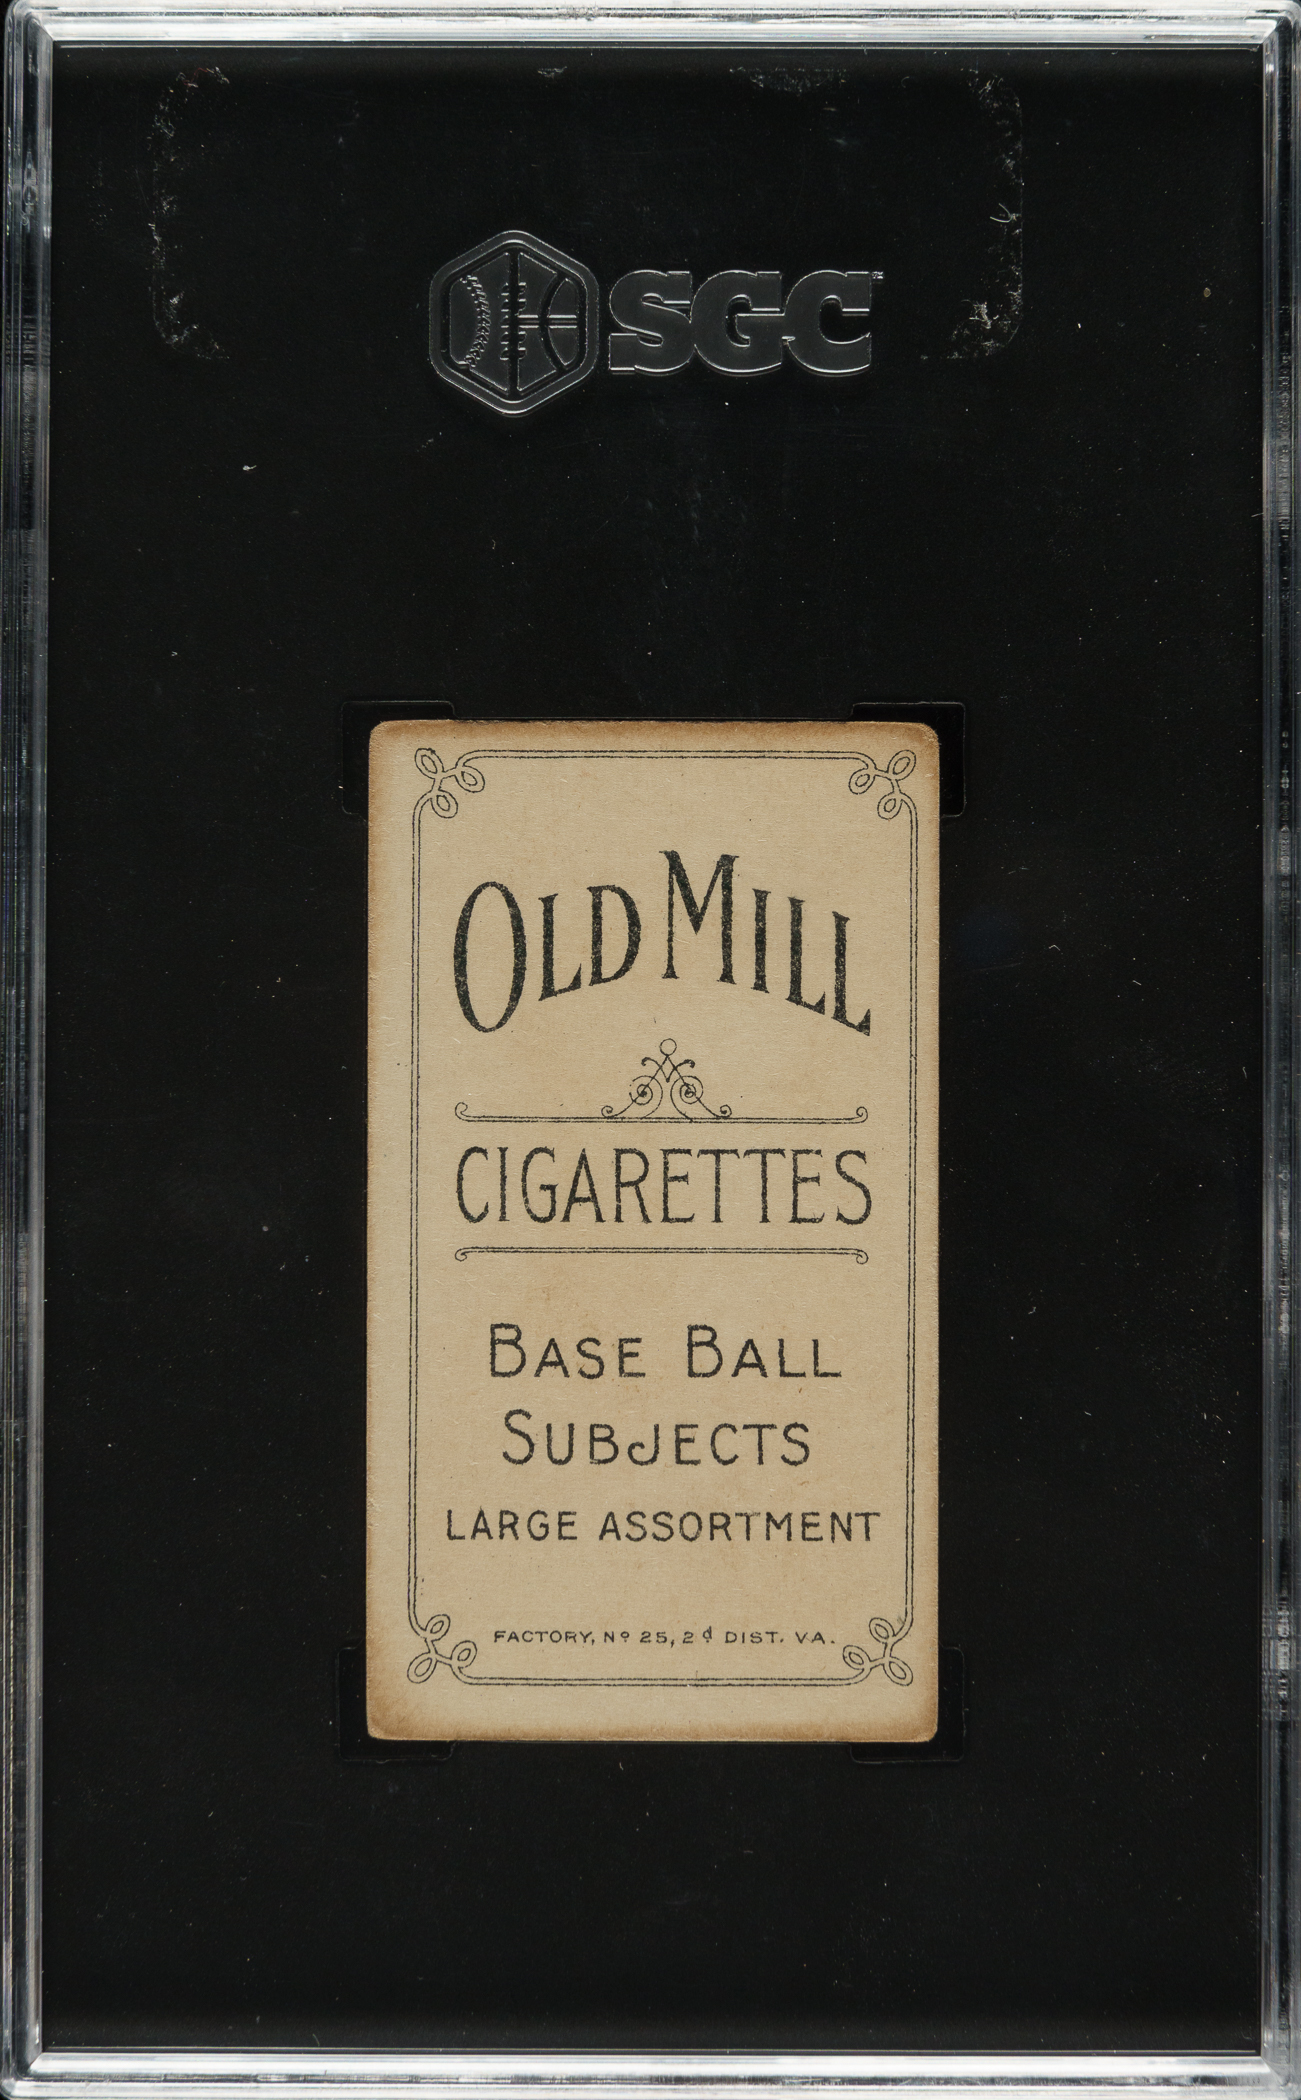 SGC
OLD MILL
CIGARETTES
BASE BALL
SUBJECTS
LARGE ASSORTMENT
FACTORY, Nº 25, 2d DIST. VA.